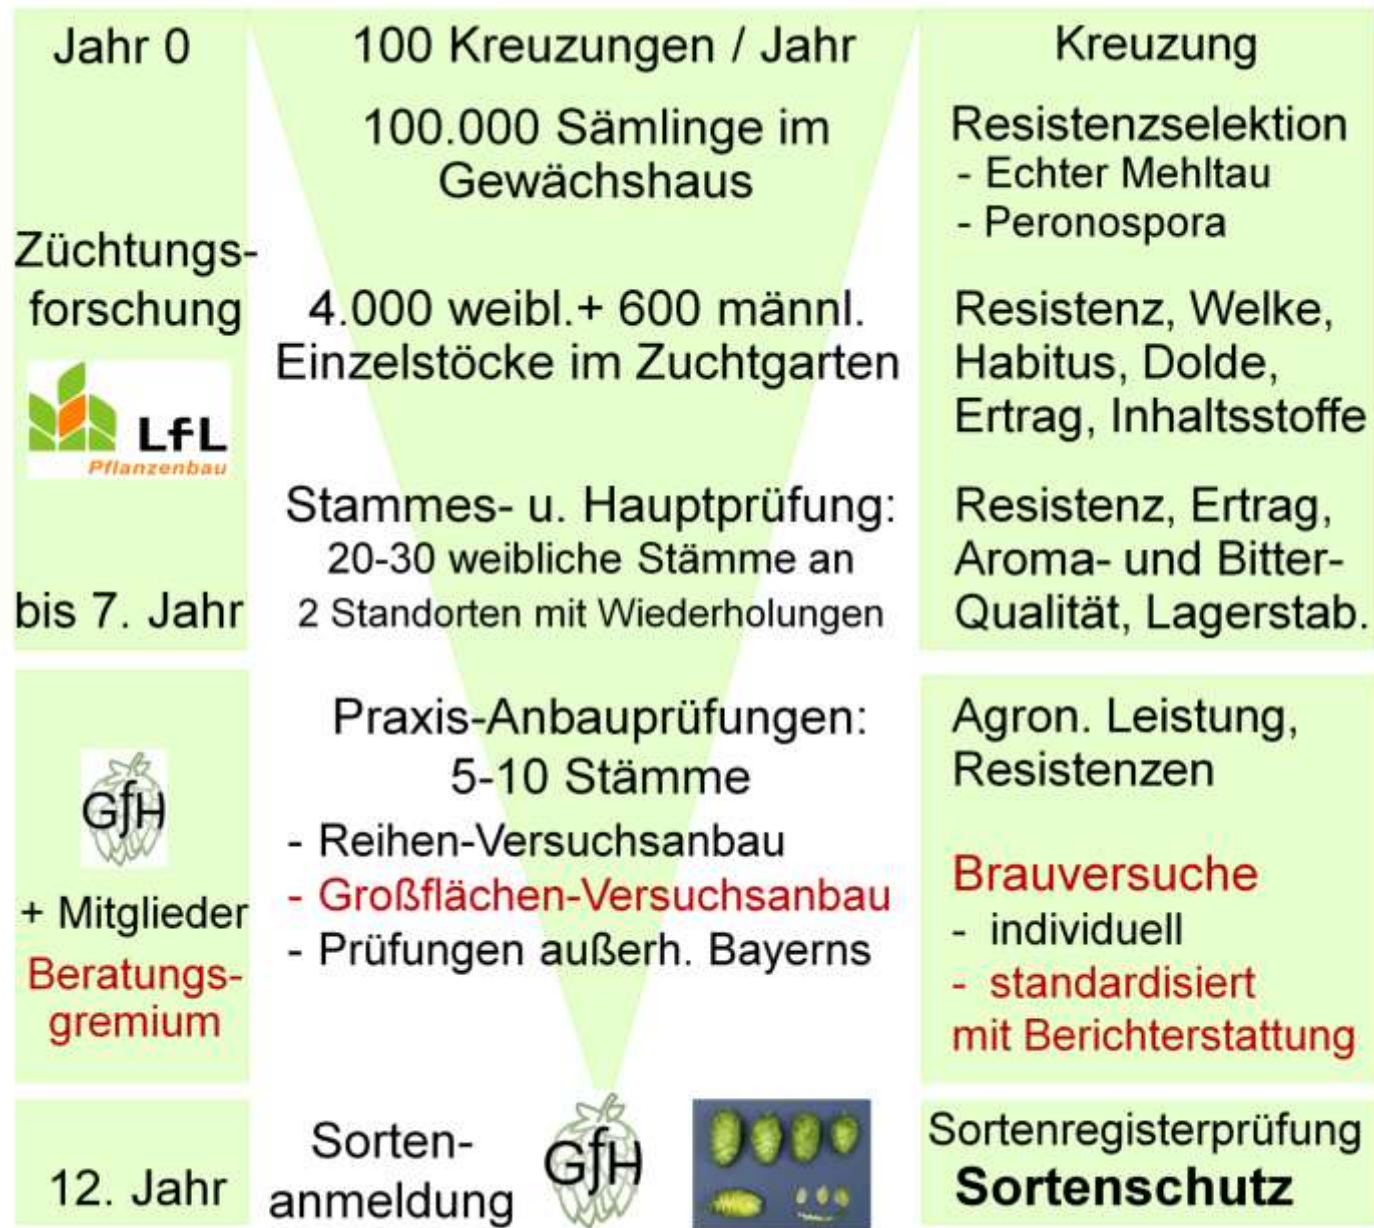 Jahr 0
100 Kreuzungen / Jahr
Kreuzung
100.000 Sämlinge im
Gewächshaus
Resistenzselektion
- Echter Mehltau
- Peronospora
Züchtungs-
forschung
LfL
Pflanzenbau
4.000 weibl.+ 600 männl.
Einzelstöcke im Zuchtgarten
Resistenz, Welke,
Habitus, Dolde,
Ertrag, Inhaltsstoffe
Stammes- u. Hauptprüfung:
20-30 weibliche Stämme an
2 Standorten mit Wiederholungen
Resistenz, Ertrag,
Aroma- und Bitter-
Qualität, Lagerstab.
bis 7. Jahr
GfH
+ Mitglieder
Beratungs-
gremium
Praxis-Anbauprüfungen:
5-10 Stämme
- Reihen-Versuchsanbau
- Großflächen-Versuchsanbau
- Prüfungen außerh. Bayerns
Agron. Leistung,
Resistenzen
Brauversuche
- individuell
- standardisiert
mit Berichterstattung
12. Jahr
Sorten-
anmeldung
GfH
Sortenregisterprüfung
Sortenschutz